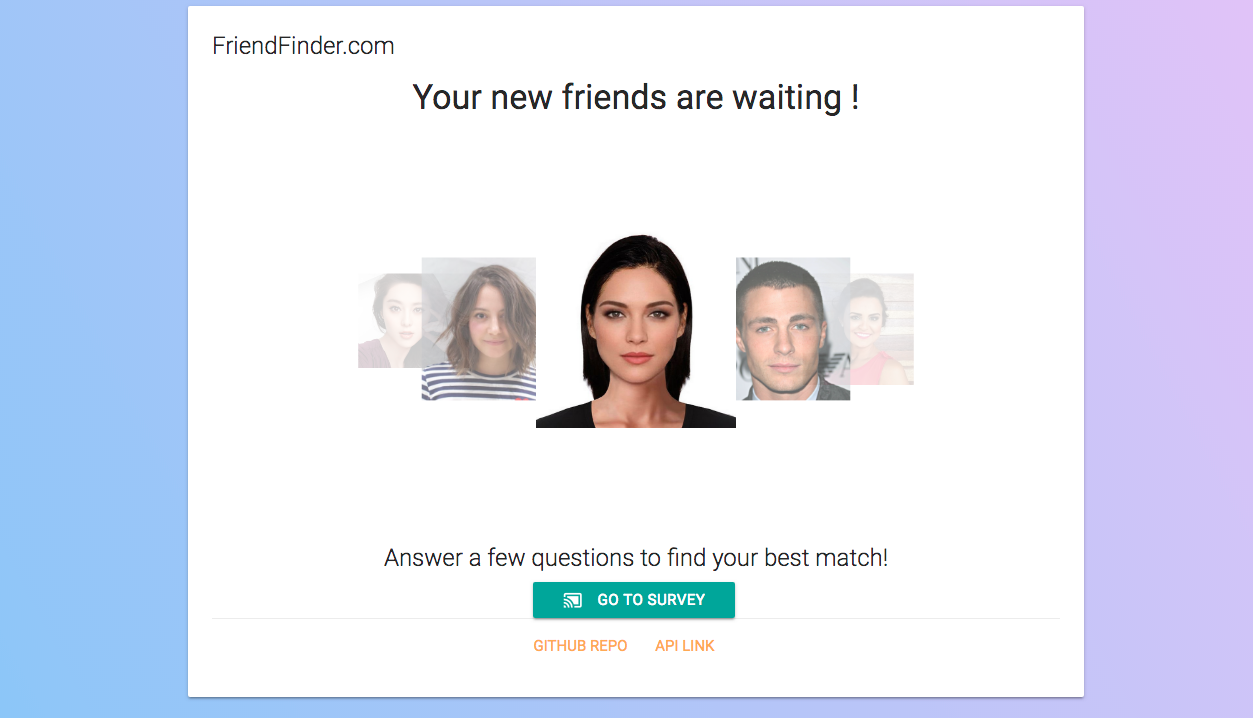 FriendFinder.com
Your new friends are waiting !
Answer a few questions to find your best match!
GO TO SURVEY
GITHUB REPO API LINK